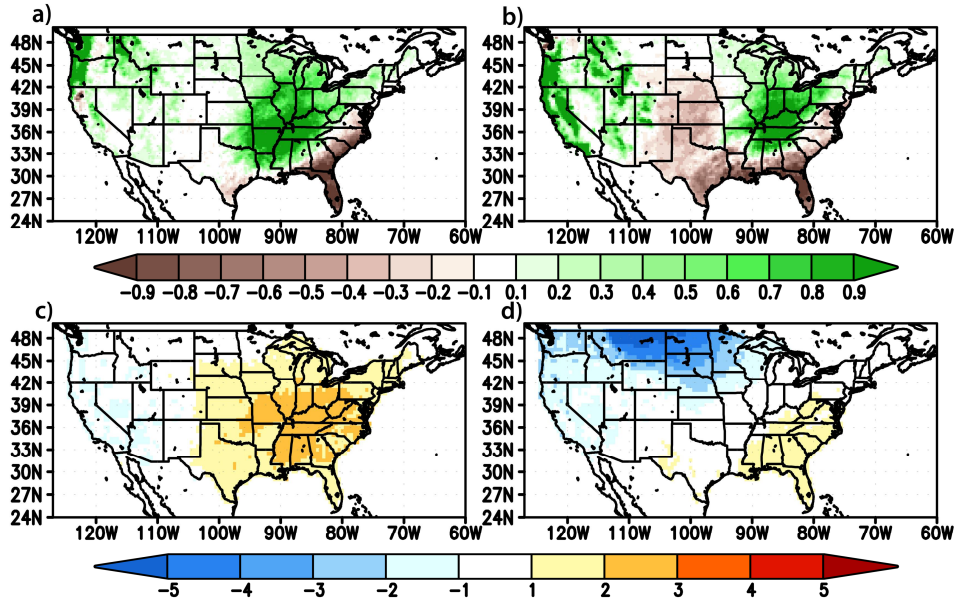 a) b)
48N 48N
45N 45N
42N 42N
39N 39N
36N 36N
33N 33N
30N 30N
27N 27N
24N 24N
120W 110W 100W 90W 80W 70W 60W 120W 110W 100W 90W 80W 70W 60W
−0.9 −0.8 −0.7 −0.6 −0.5 −0.4 −0.3 −0.2 −0.1 0.1 0.2 0.3 0.4 0.5 0.6 0.7 0.8 0.9
c) d)
48N 48N
45N 45N
42N 42N
39N 39N
36N 36N
33N 33N
30N 30N
27N 27N
24N 24N
120W 110W 100W 90W 80W 70W 60W 120W 110W 100W 90W 80W 70W 60W
−5 −4 −3 −2 −1 1 2 3 4 5